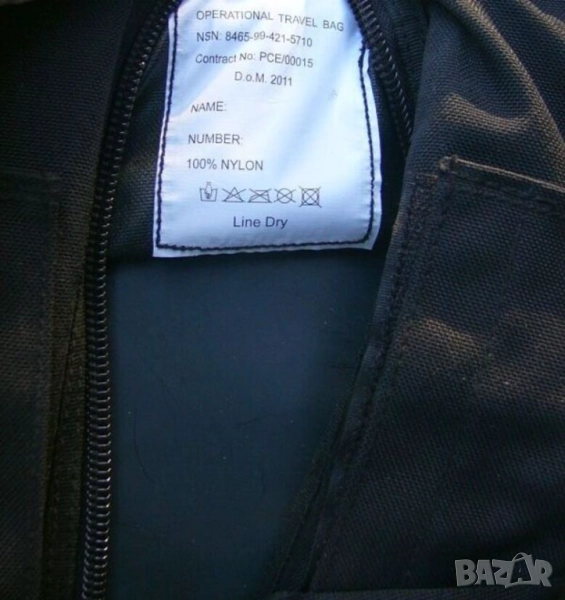 OPERATIONAL TRAVEL BAG
NSN: 8465-99-421-5710
Contract No: PCE/00015
D.o.M. 2011
NAME:
NUMBER:
100% NYLON
Line Dry
BAZAR